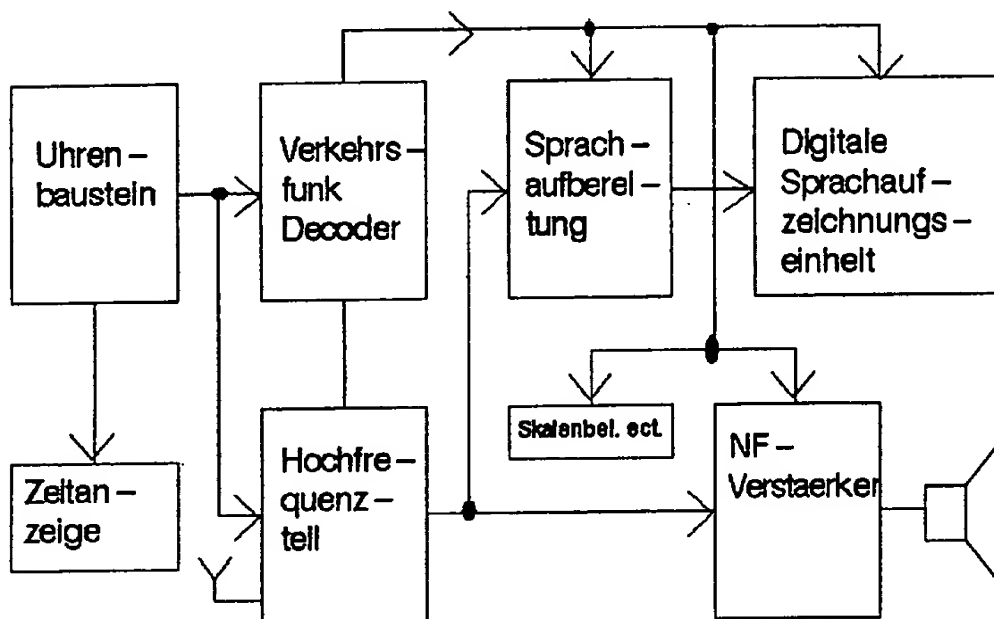 Uhren–
baustein
Verkehrs–
funk
Decoder
Sprach–
aufberei–
tung
Digitale
Sprachauf–
zeichnungs–
einheit
Zeitan–
zeige
Hochfre–
quenz–
teil
Skalenbel. ect.
NF–
Verstaerker